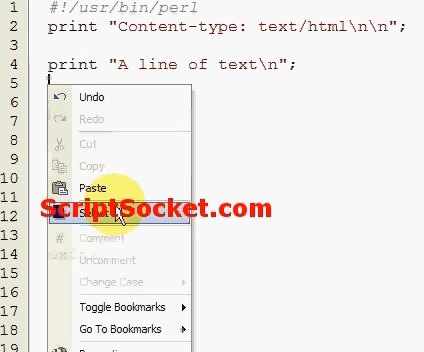 1 #!/usr/bin/perl
2 print "Content-type: text/html\n\n";
3
4 print "A line of text\n";
5
6
7
8
9
10
11
12
13
14
15
16
17
18
19
Undo
Redo
Cut
Copy
Paste
ScriptSocket.com
Comment
Uncomment
Change Case
Toggle Bookmarks
Go To Bookmarks